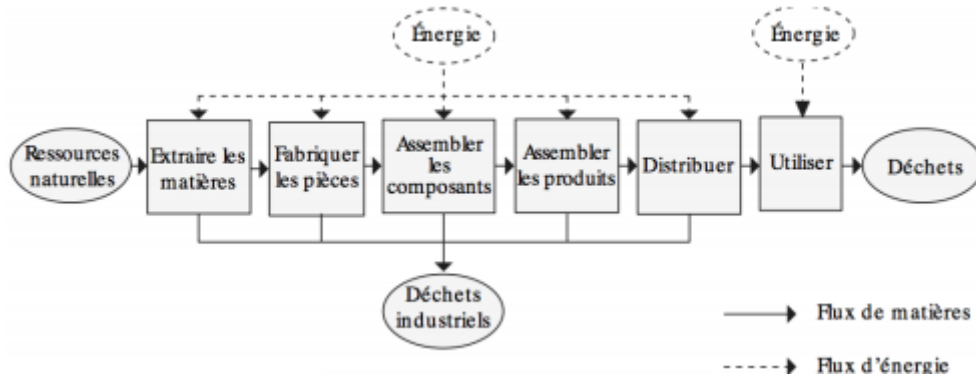 Énergie
Énergie
Ressources
naturelles
Extraire les
matières
Fabriquer
les pièces
Assembler
les
composants
Assembler
les produits
Distribuer
Utiliser
Déchets
Déchets
industriels
Flux de matières
Flux d'énergie